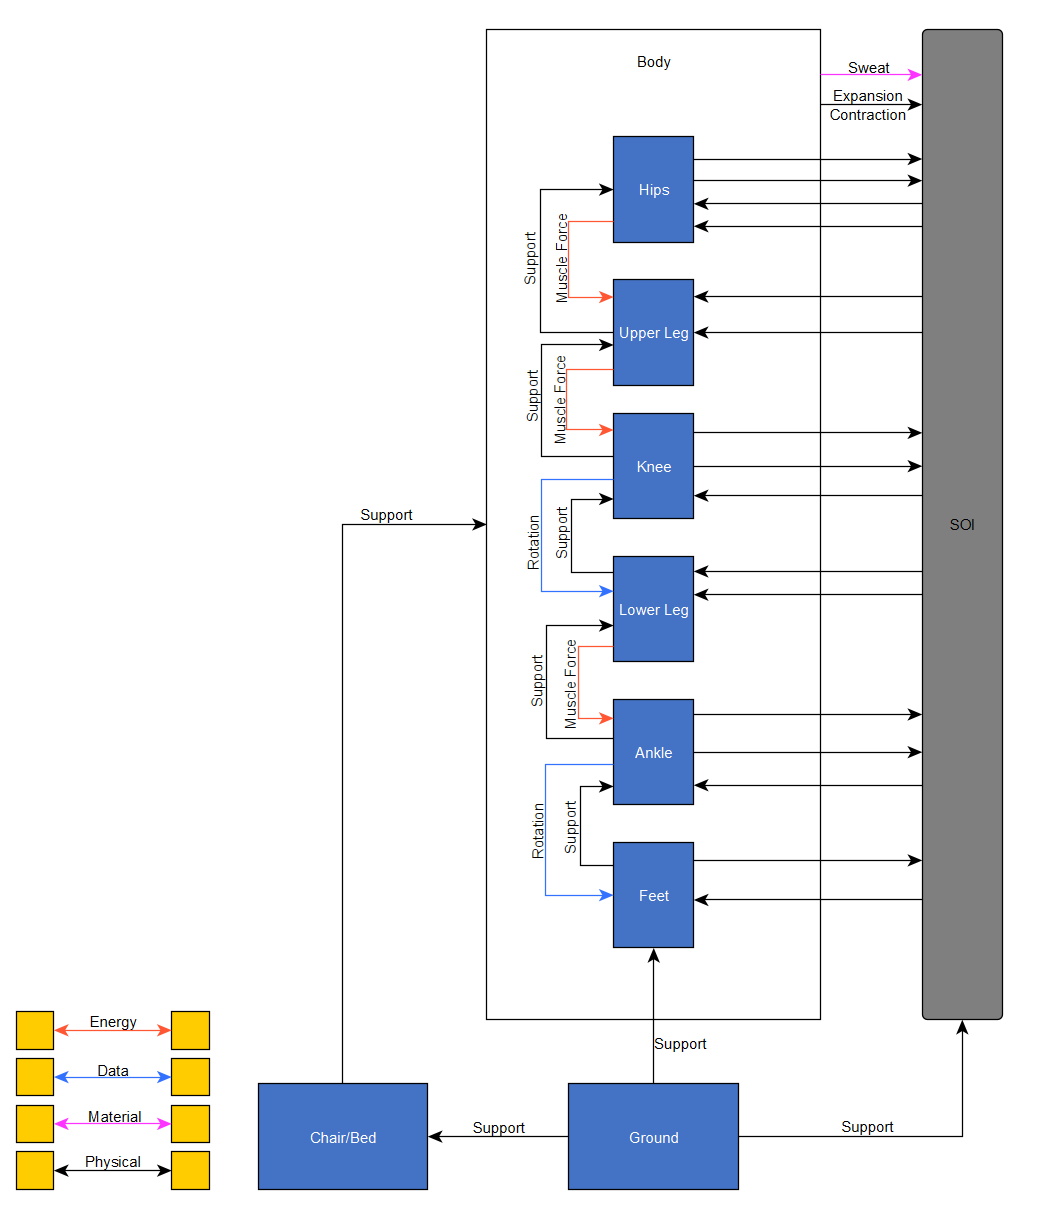 Body
Sweat
Expansion
Contraction
Hips
Support
Muscle Force
Upper Leg
Support
Muscle Force
Knee
Support
SOI
Rotation
Support
Lower Leg
Support
Muscle Force
Ankle
Rotation
Support
Feet
Energy
Support
Data
Material
Support
Support
Chair/Bed
Ground
Physical